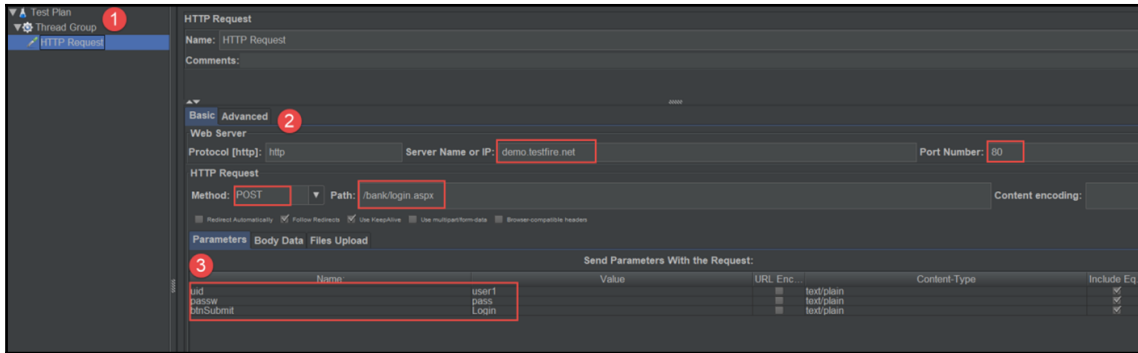 Test Plan
Thread Group
1
HTTP Request
HTTP Request
Name: HTTP Request
Comments:
Basic Advanced
2
Web Server
Protocol [http]: http Server Name or IP: demo.testfire.net Port Number: 80
HTTP Request
Method: POST Path: /bank/login.aspx Content encoding:
Redirect Automatically Follow Redirects Use KeepAlive Use multipart/form-data Browser-compatible headers
Parameters Body Data Files Upload
3
Send Parameters With the Request:
Name: Value URL Enc... Content-Type Include Eq
uid user1 text/plain
passw pass text/plain
btnSubmit Login text/plain